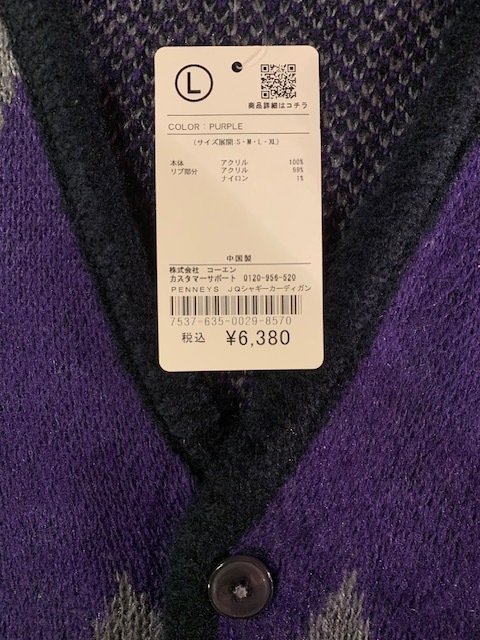 L
商品詳細はコチラ
COLOR：PURPLE
(サイズ展開:S・M・L・XL)
本体 アクリル 100%
リブ部分 アクリル 99%
ナイロン 1%
中国製
株式会社 コーエン
カスタマーサポート 0120-956-520
PENNEYS JQシャギーカーディガン
7537-635-0029-8570
税込 ¥6,380